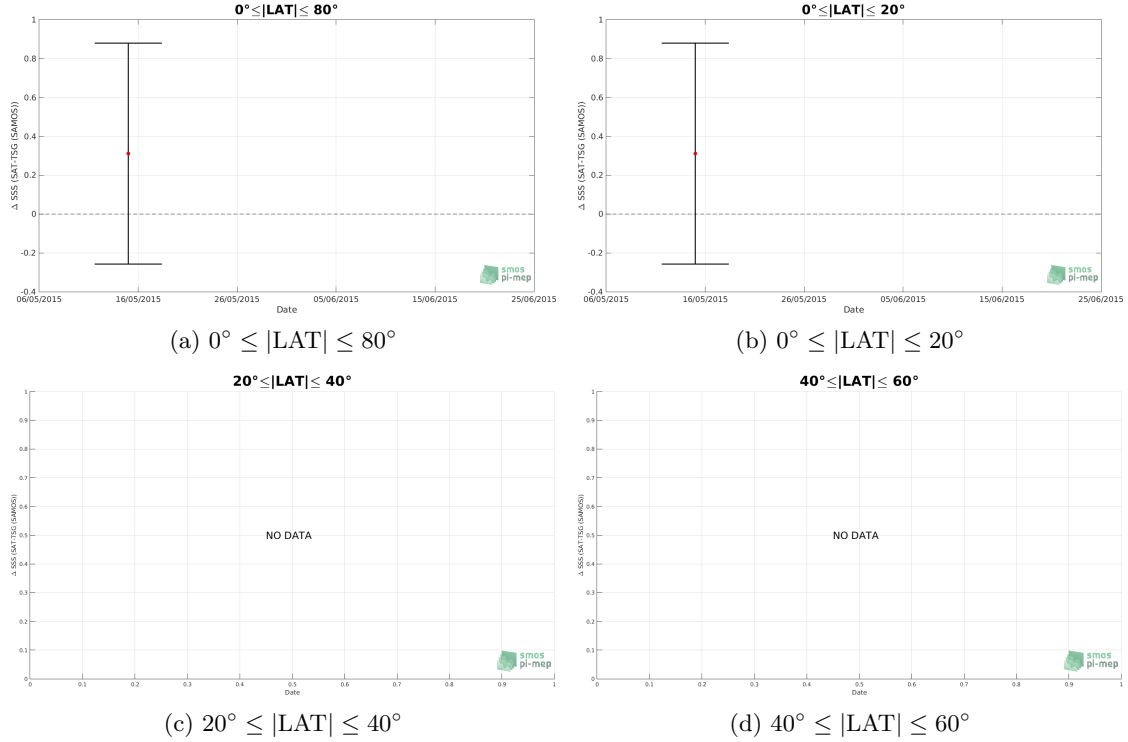 0°≤|LAT|≤ 80°
1
0.8
0.6
0.4
0.2
0
-0.2
-0.4
Δ SSS (SAT-TSG (SAMOS))
06/05/2015 16/05/2015 26/05/2015 05/06/2015 15/06/2015 25/06/2015
Date
smos
pi-mep
(a) 0° ≤ |LAT| ≤ 80°
0°≤|LAT|≤ 20°
1
0.8
0.6
0.4
0.2
0
-0.2
-0.4
Δ SSS (SAT-TSG (SAMOS))
06/05/2015 16/05/2015 26/05/2015 05/06/2015 15/06/2015 25/06/2015
Date
smos
pi-mep
(b) 0° ≤ |LAT| ≤ 20°
20°≤|LAT|≤ 40°
1
0.9
0.8
0.7
0.6
0.5
0.4
0.3
0.2
0.1
0
Δ SSS (SAT-TSG (SAMOS))
NO DATA
0 0.1 0.2 0.3 0.4 0.5 0.6 0.7 0.8 0.9 1
Date
smos
pi-mep
(c) 20° ≤ |LAT| ≤ 40°
40°≤|LAT|≤ 60°
1
0.9
0.8
0.7
0.6
0.5
0.4
0.3
0.2
0.1
0
Δ SSS (SAT-TSG (SAMOS))
NO DATA
0 0.1 0.2 0.3 0.4 0.5 0.6 0.7 0.8 0.9 1
Date
smos
pi-mep
(d) 40° ≤ |LAT| ≤ 60°